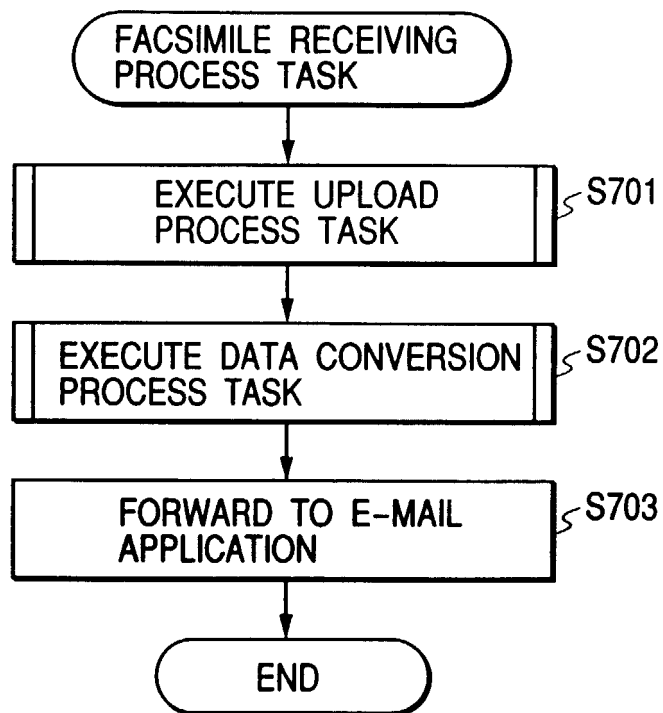 FACSIMILE RECEIVING
PROCESS TASK
EXECUTE UPLOAD
PROCESS TASK
S701
EXECUTE DATA CONVERSION
PROCESS TASK
S702
FORWARD TO E-MAIL
APPLICATION
S703
END